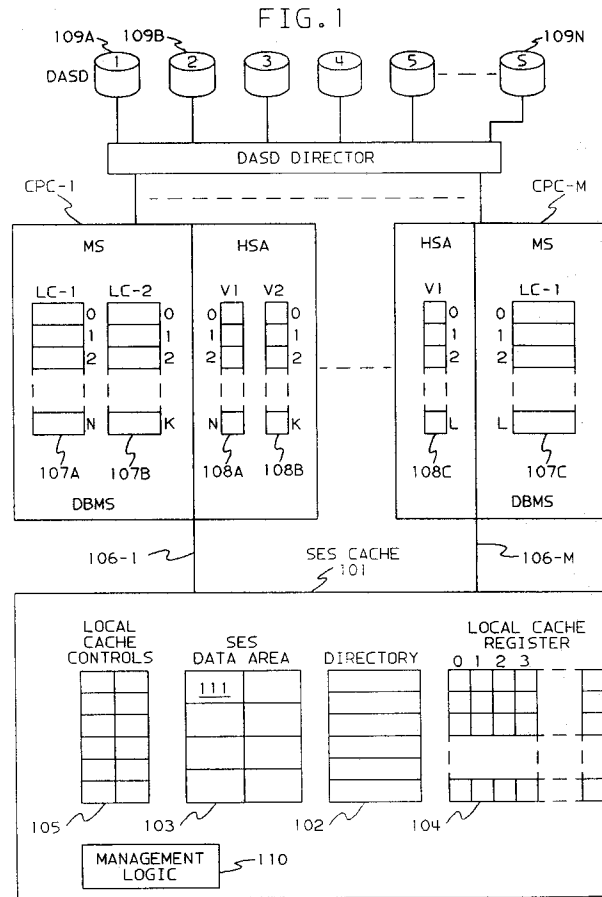 FIG.1
109A 109B 109N
DASD 1 2 3 4 5 S
DASD DIRECTOR
CPC-1 CPC-M
MS HSA HSA MS
LC-1 LC-2 V1 V2 V1 LC-1
0 0 0 0 0 0
1 1 1 1 1 1
2 2 2 2 2 2
N K N K L L
107A 107B 108A 108B 108C 107C
DBMS DBMS
106-1 SES CACHE 106-M
101
LOCAL CACHE CONTROLS
SES DATA AREA
DIRECTORY
LOCAL CACHE REGISTER
0 1 2 3
111
105 103 102 104
MANAGEMENT LOGIC 110